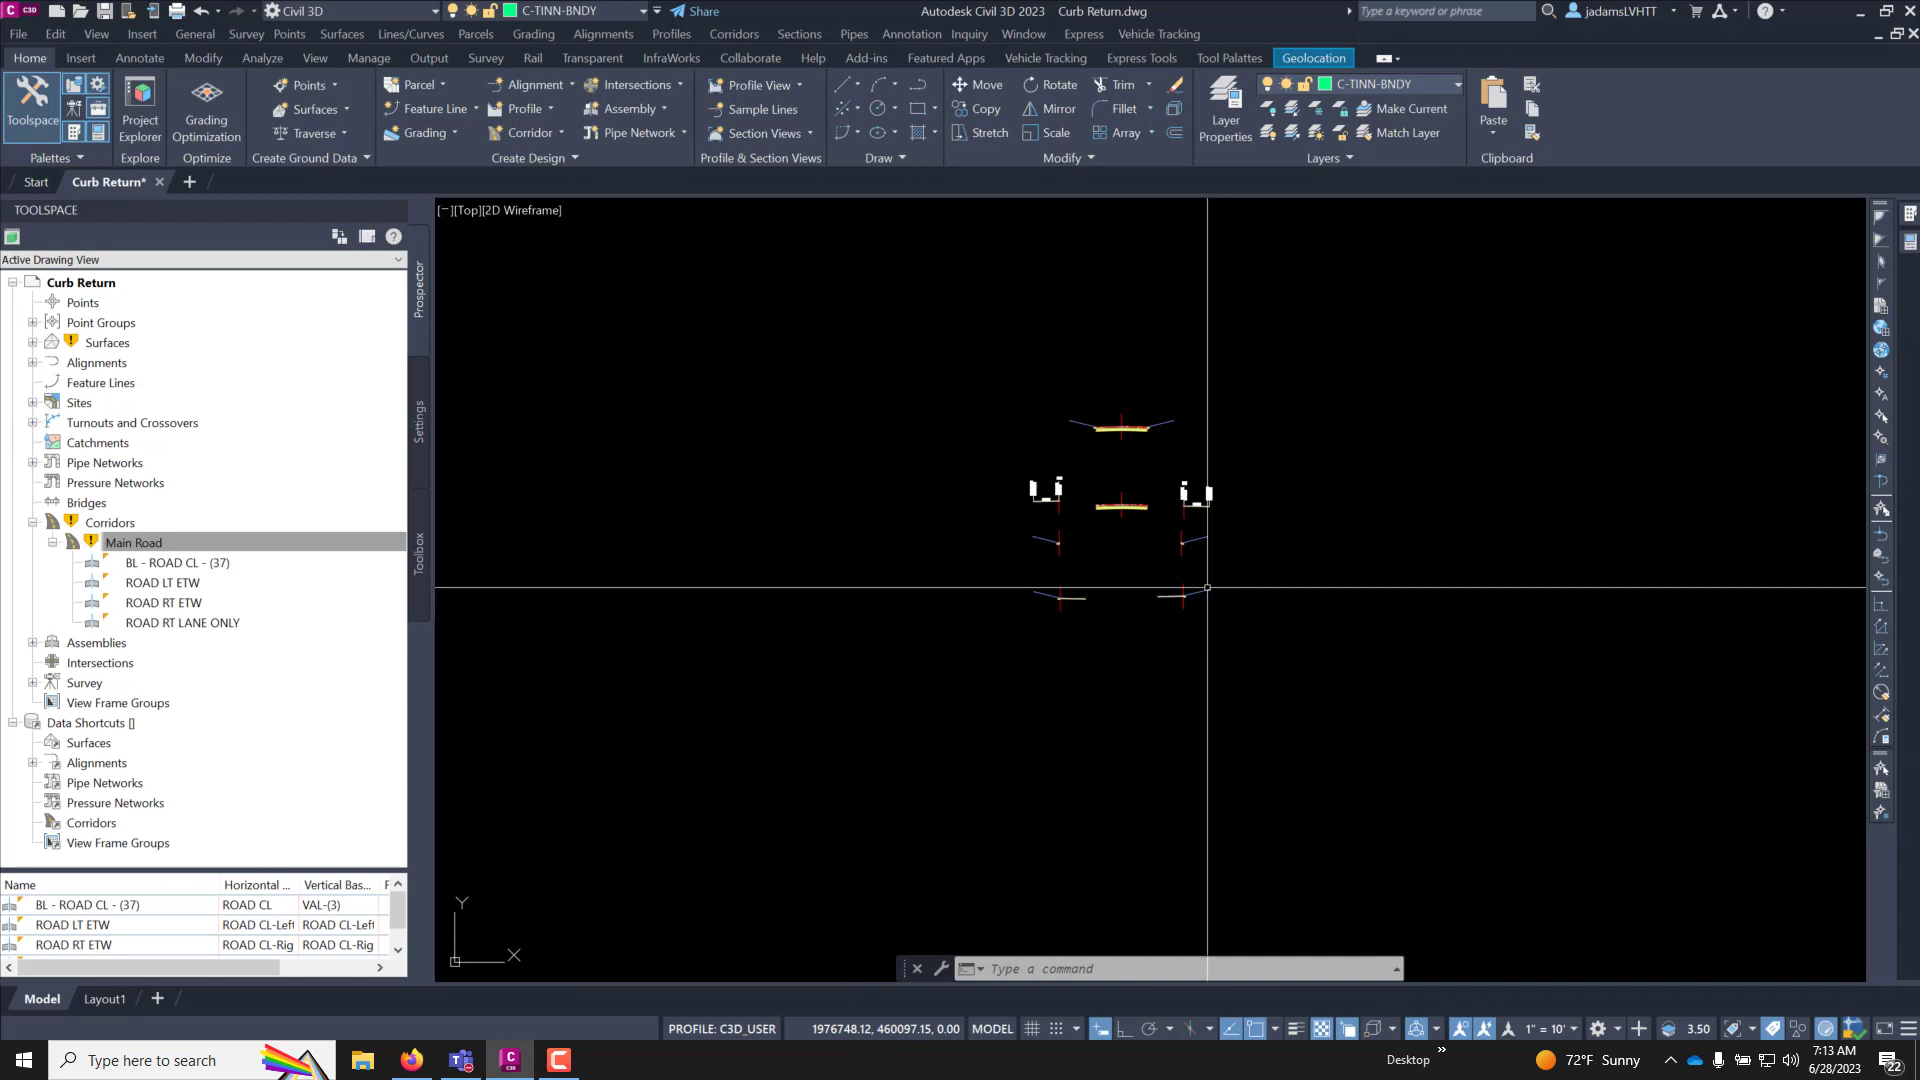 C3D
Civil 3D
C-TINN-BNDY
Share
Autodesk Civil 3D 2023 Curb Return.dwg
Type a keyword or phrase
jadamsLVHTT
File Edit View Insert General Survey Points Surfaces Lines/Curves Parcels Grading Alignments Profiles Corridors Sections Pipes Annotation Inquiry Window Express Vehicle Tracking
Home Insert Annotate Modify Analyze View Manage Output Survey Rail Transparent InfraWorks Collaborate Help Add-ins Featured Apps Vehicle Tracking Express Tools Tool Palettes Geolocation
Points Parcel Alignment Intersections Profile View Move Rotate Trim C-TINN-BNDY
Surfaces Feature Line Profile Assembly Sample Lines Copy Mirror Fillet Make Current
Toolspace Project Explorer Grading Optimization Layer Properties Paste
Traverse Grading Corridor Pipe Network Section Views Stretch Scale Array Match Layer
Palettes Explore Optimize Create Ground Data Create Design Profile & Section Views Draw Modify Layers Clipboard
Start Curb Return*
TOOLSPACE
[−][Top][2D Wireframe]
Active Drawing View
Prospector
Settings
Toolbox
Curb Return
Points
Point Groups
Surfaces
Alignments
Feature Lines
Sites
Turnouts and Crossovers
Catchments
Pipe Networks
Pressure Networks
Bridges
Corridors
Main Road
BL - ROAD CL - (37)
ROAD LT ETW
ROAD RT ETW
ROAD RT LANE ONLY
Assemblies
Intersections
Survey
View Frame Groups
Data Shortcuts []
Surfaces
Alignments
Pipe Networks
Pressure Networks
Corridors
View Frame Groups
Name Horizontal ... Vertical Bas... F
BL - ROAD CL - (37) ROAD CL VAL-(3)
ROAD LT ETW ROAD CL-Left ROAD CL-Left
ROAD RT ETW ROAD CL-Rig ROAD CL-Rig
Y
X
Type a command
Model Layout1
PROFILE: C3D_USER 1976748.12, 460097.15, 0.00 MODEL 1" = 10' 3.50
Type here to search
Desktop
72°F Sunny
7:13 AM
6/28/2023
22